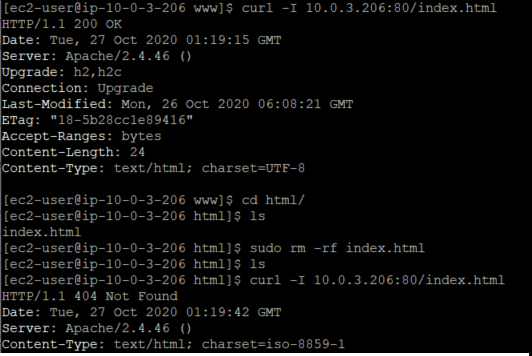 [ec2-user@ip-10-0-3-206 www]$ curl -I 10.0.3.206:80/index.html
HTTP/1.1 200 OK
Date: Tue, 27 Oct 2020 01:19:15 GMT
Server: Apache/2.4.46 ()
Upgrade: h2,h2c
Connection: Upgrade
Last-Modified: Mon, 26 Oct 2020 06:08:21 GMT
ETag: "18-5b28cc1e89416"
Accept-Ranges: bytes
Content-Length: 24
Content-Type: text/html; charset=UTF-8
[ec2-user@ip-10-0-3-206 www]$ cd html/
[ec2-user@ip-10-0-3-206 html]$ ls
index.html
[ec2-user@ip-10-0-3-206 html]$ sudo rm -rf index.html
[ec2-user@ip-10-0-3-206 html]$ ls
[ec2-user@ip-10-0-3-206 html]$ curl -I 10.0.3.206:80/index.html
HTTP/1.1 404 Not Found
Date: Tue, 27 Oct 2020 01:19:42 GMT
Server: Apache/2.4.46 ()
Content-Type: text/html; charset=iso-8859-1